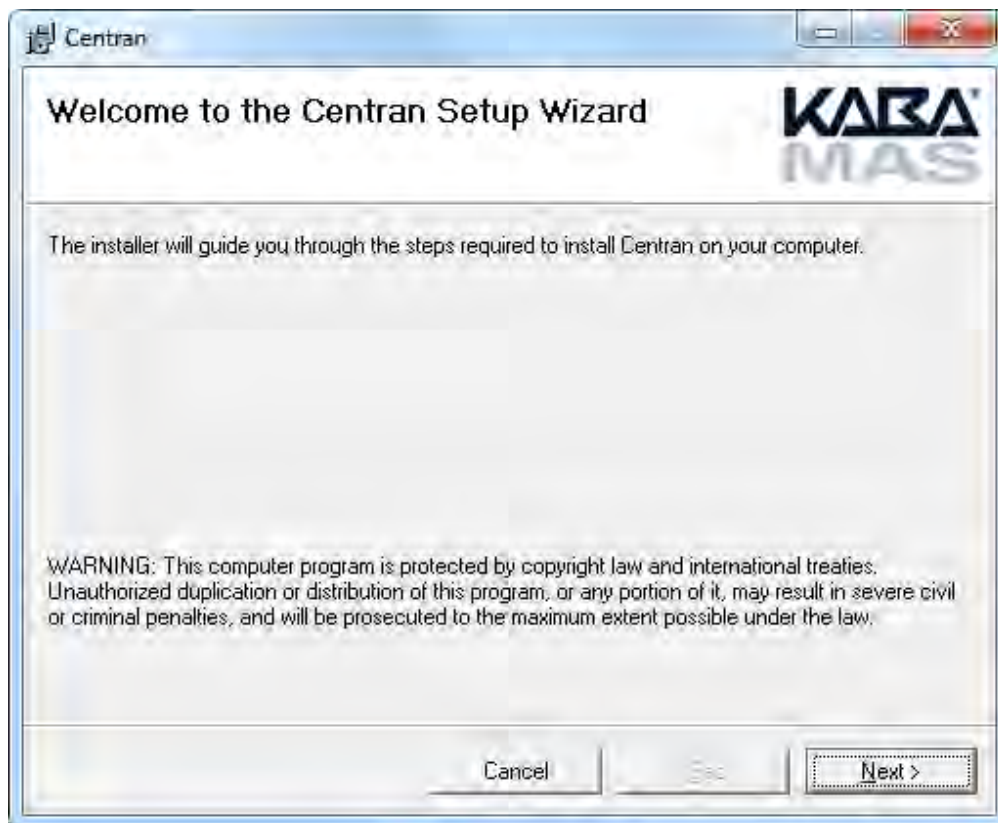 Centran
Welcome to the Centran Setup Wizard
KABA
MAS
The installer will guide you through the steps required to install Centran on your computer.
WARNING: This computer program is protected by copyright law and international treaties.
Unauthorized duplication or distribution of this program, or any portion of it, may result in severe civil
or criminal penalties, and will be prosecuted to the maximum extent possible under the law.
Cancel
Next >